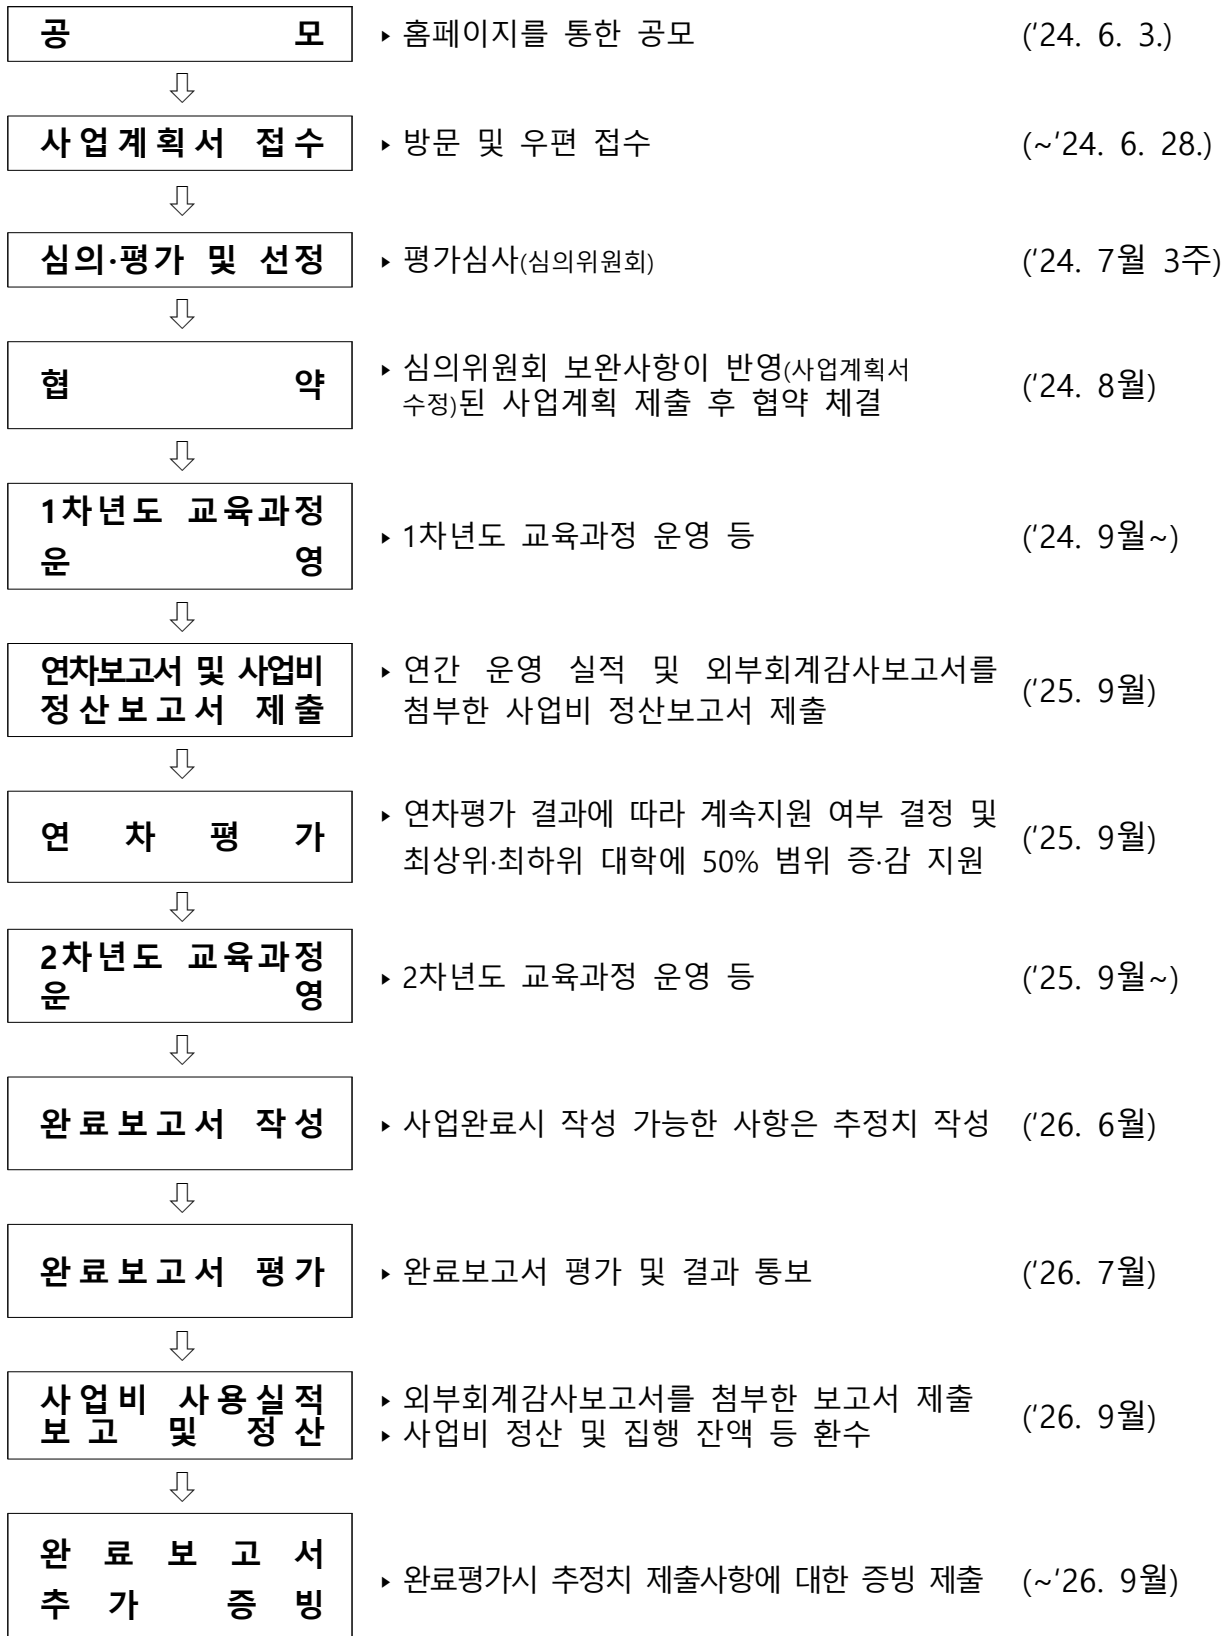 공 모 ▸ 홈페이지를 통한 공모 ('24. 6. 3.)
사업계획서 접수 ▸ 방문 및 우편 접수 (~'24. 6. 28.)
심의·평가 및 선정 ▸ 평가심사(심의위원회) ('24. 7월 3주)
협 약 ▸ 심의위원회 보완사항이 반영(사업계획서
수정)된 사업계획 제출 후 협약 체결 ('24. 8월)
1차년도 교육과정
운 영 ▸ 1차년도 교육과정 운영 등 ('24. 9월~)
연차보고서 및 사업비
정산보고서 제출 ▸ 연간 운영 실적 및 외부회계감사보고서를
첨부한 사업비 정산보고서 제출 ('25. 9월)
연 차 평 가 ▸ 연차평가 결과에 따라 계속지원 여부 결정 및
최상위·최하위 대학에 50% 범위 증·감 지원 ('25. 9월)
2차년도 교육과정
운 영 ▸ 2차년도 교육과정 운영 등 ('25. 9월~)
완료보고서 작성 ▸ 사업완료시 작성 가능한 사항은 추정치 작성 ('26. 6월)
완료보고서 평가 ▸ 완료보고서 평가 및 결과 통보 ('26. 7월)
사업비 사용실적
보고 및 정산 ▸ 외부회계감사보고서를 첨부한 보고서 제출
▸ 사업비 정산 및 집행 잔액 등 환수 ('26. 9월)
완 료 보 고 서
추 가 증 빙 ▸ 완료평가시 추정치 제출사항에 대한 증빙 제출 (~'26. 9월)